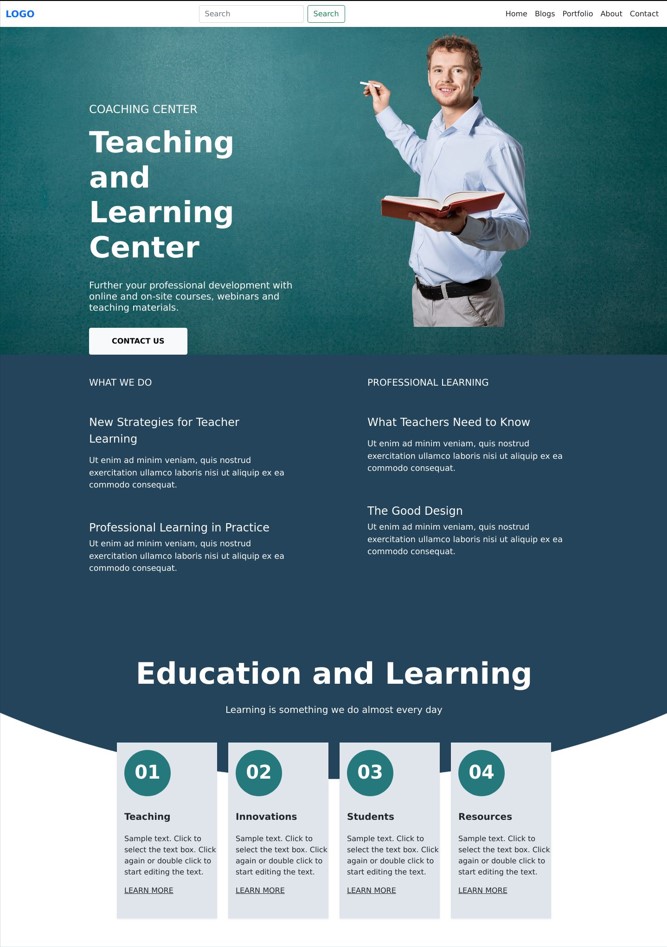 LOGO
Search
Search
Home Blogs Portfolio About Contact
COACHING CENTER
Teaching
and
Learning
Center
Further your professional development with
online and on-site courses, webinars and
teaching materials.
CONTACT US
WHAT WE DO
New Strategies for Teacher
Learning
Ut enim ad minim veniam, quis nostrud
exercitation ullamco laboris nisi ut aliquip ex ea
commodo consequat.
Professional Learning in Practice
Ut enim ad minim veniam, quis nostrud
exercitation ullamco laboris nisi ut aliquip ex ea
commodo consequat.
PROFESSIONAL LEARNING
What Teachers Need to Know
Ut enim ad minim veniam, quis nostrud
exercitation ullamco laboris nisi ut aliquip ex ea
commodo consequat.
The Good Design
Ut enim ad minim veniam, quis nostrud
exercitation ullamco laboris nisi ut aliquip ex ea
commodo consequat.
Education and Learning
Learning is something we do almost every day
01
Teaching
Sample text. Click to
select the text box. Click
again or double click to
start editing the text.
LEARN MORE
02
Innovations
Sample text. Click to
select the text box. Click
again or double click to
start editing the text.
LEARN MORE
03
Students
Sample text. Click to
select the text box. Click
again or double click to
start editing the text.
LEARN MORE
04
Resources
Sample text. Click to
select the text box. Click
again or double click to
start editing the text.
LEARN MORE